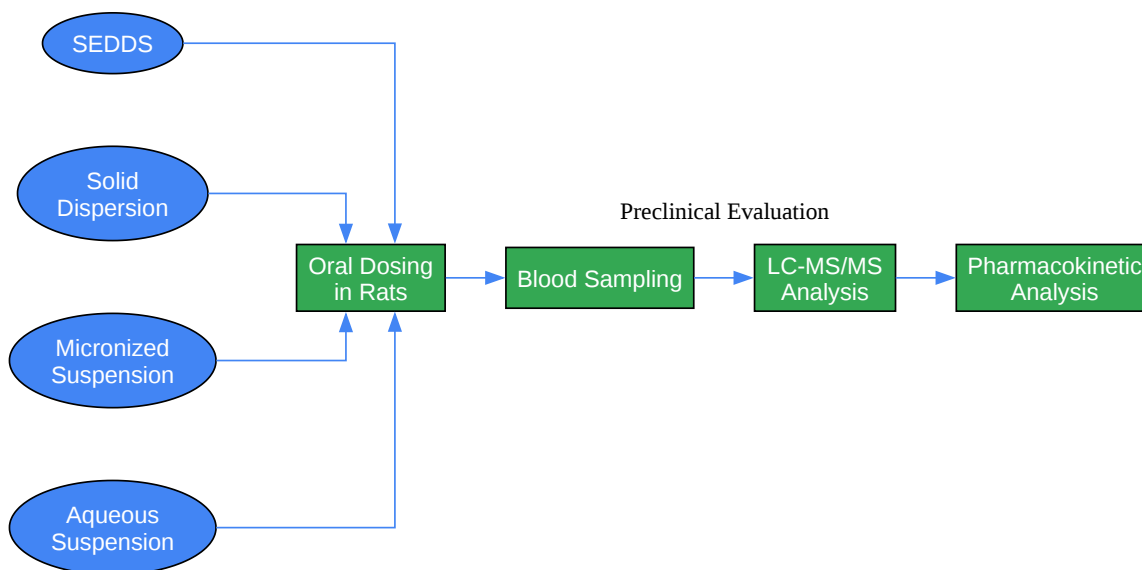 SEDDS
Solid
Dispersion
Preclinical Evaluation
Oral Dosing
in Rats
Blood Sampling
LC-MS/MS
Analysis
Pharmacokinetic
Analysis
Micronized
Suspension
Aqueous
Suspension